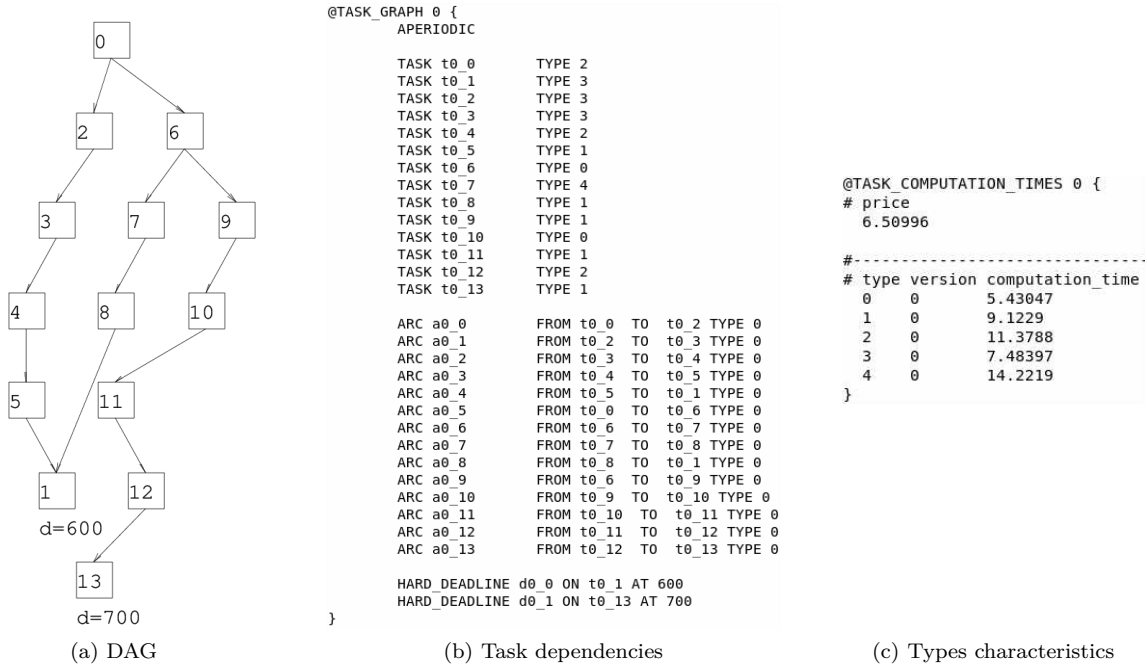 0
2
6
3
7
9
4
8
10
5
11
1
12
d=600
13
d=700
(a) DAG
@TASK_GRAPH 0 {
APERIODIC
TASK t0_0 TYPE 2
TASK t0_1 TYPE 3
TASK t0_2 TYPE 3
TASK t0_3 TYPE 3
TASK t0_4 TYPE 2
TASK t0_5 TYPE 1
TASK t0_6 TYPE 0
TASK t0_7 TYPE 4
TASK t0_8 TYPE 1
TASK t0_9 TYPE 1
TASK t0_10 TYPE 0
TASK t0_11 TYPE 1
TASK t0_12 TYPE 2
TASK t0_13 TYPE 1
ARC a0_0 FROM t0_0 TO t0_2 TYPE 0
ARC a0_1 FROM t0_2 TO t0_3 TYPE 0
ARC a0_2 FROM t0_3 TO t0_4 TYPE 0
ARC a0_3 FROM t0_4 TO t0_5 TYPE 0
ARC a0_4 FROM t0_5 TO t0_1 TYPE 0
ARC a0_5 FROM t0_0 TO t0_6 TYPE 0
ARC a0_6 FROM t0_6 TO t0_7 TYPE 0
ARC a0_7 FROM t0_7 TO t0_8 TYPE 0
ARC a0_8 FROM t0_8 TO t0_1 TYPE 0
ARC a0_9 FROM t0_6 TO t0_9 TYPE 0
ARC a0_10 FROM t0_9 TO t0_10 TYPE 0
ARC a0_11 FROM t0_10 TO t0_11 TYPE 0
ARC a0_12 FROM t0_11 TO t0_12 TYPE 0
ARC a0_13 FROM t0_12 TO t0_13 TYPE 0
HARD_DEADLINE d0_0 ON t0_1 AT 600
HARD_DEADLINE d0_1 ON t0_13 AT 700
}
(b) Task dependencies
@TASK_COMPUTATION_TIMES 0 {
# price
6.50996
#--------------------------------
# type version computation_time
0 0 5.43047
1 0 9.1229
2 0 11.3788
3 0 7.48397
4 0 14.2219
}
(c) Types characteristics